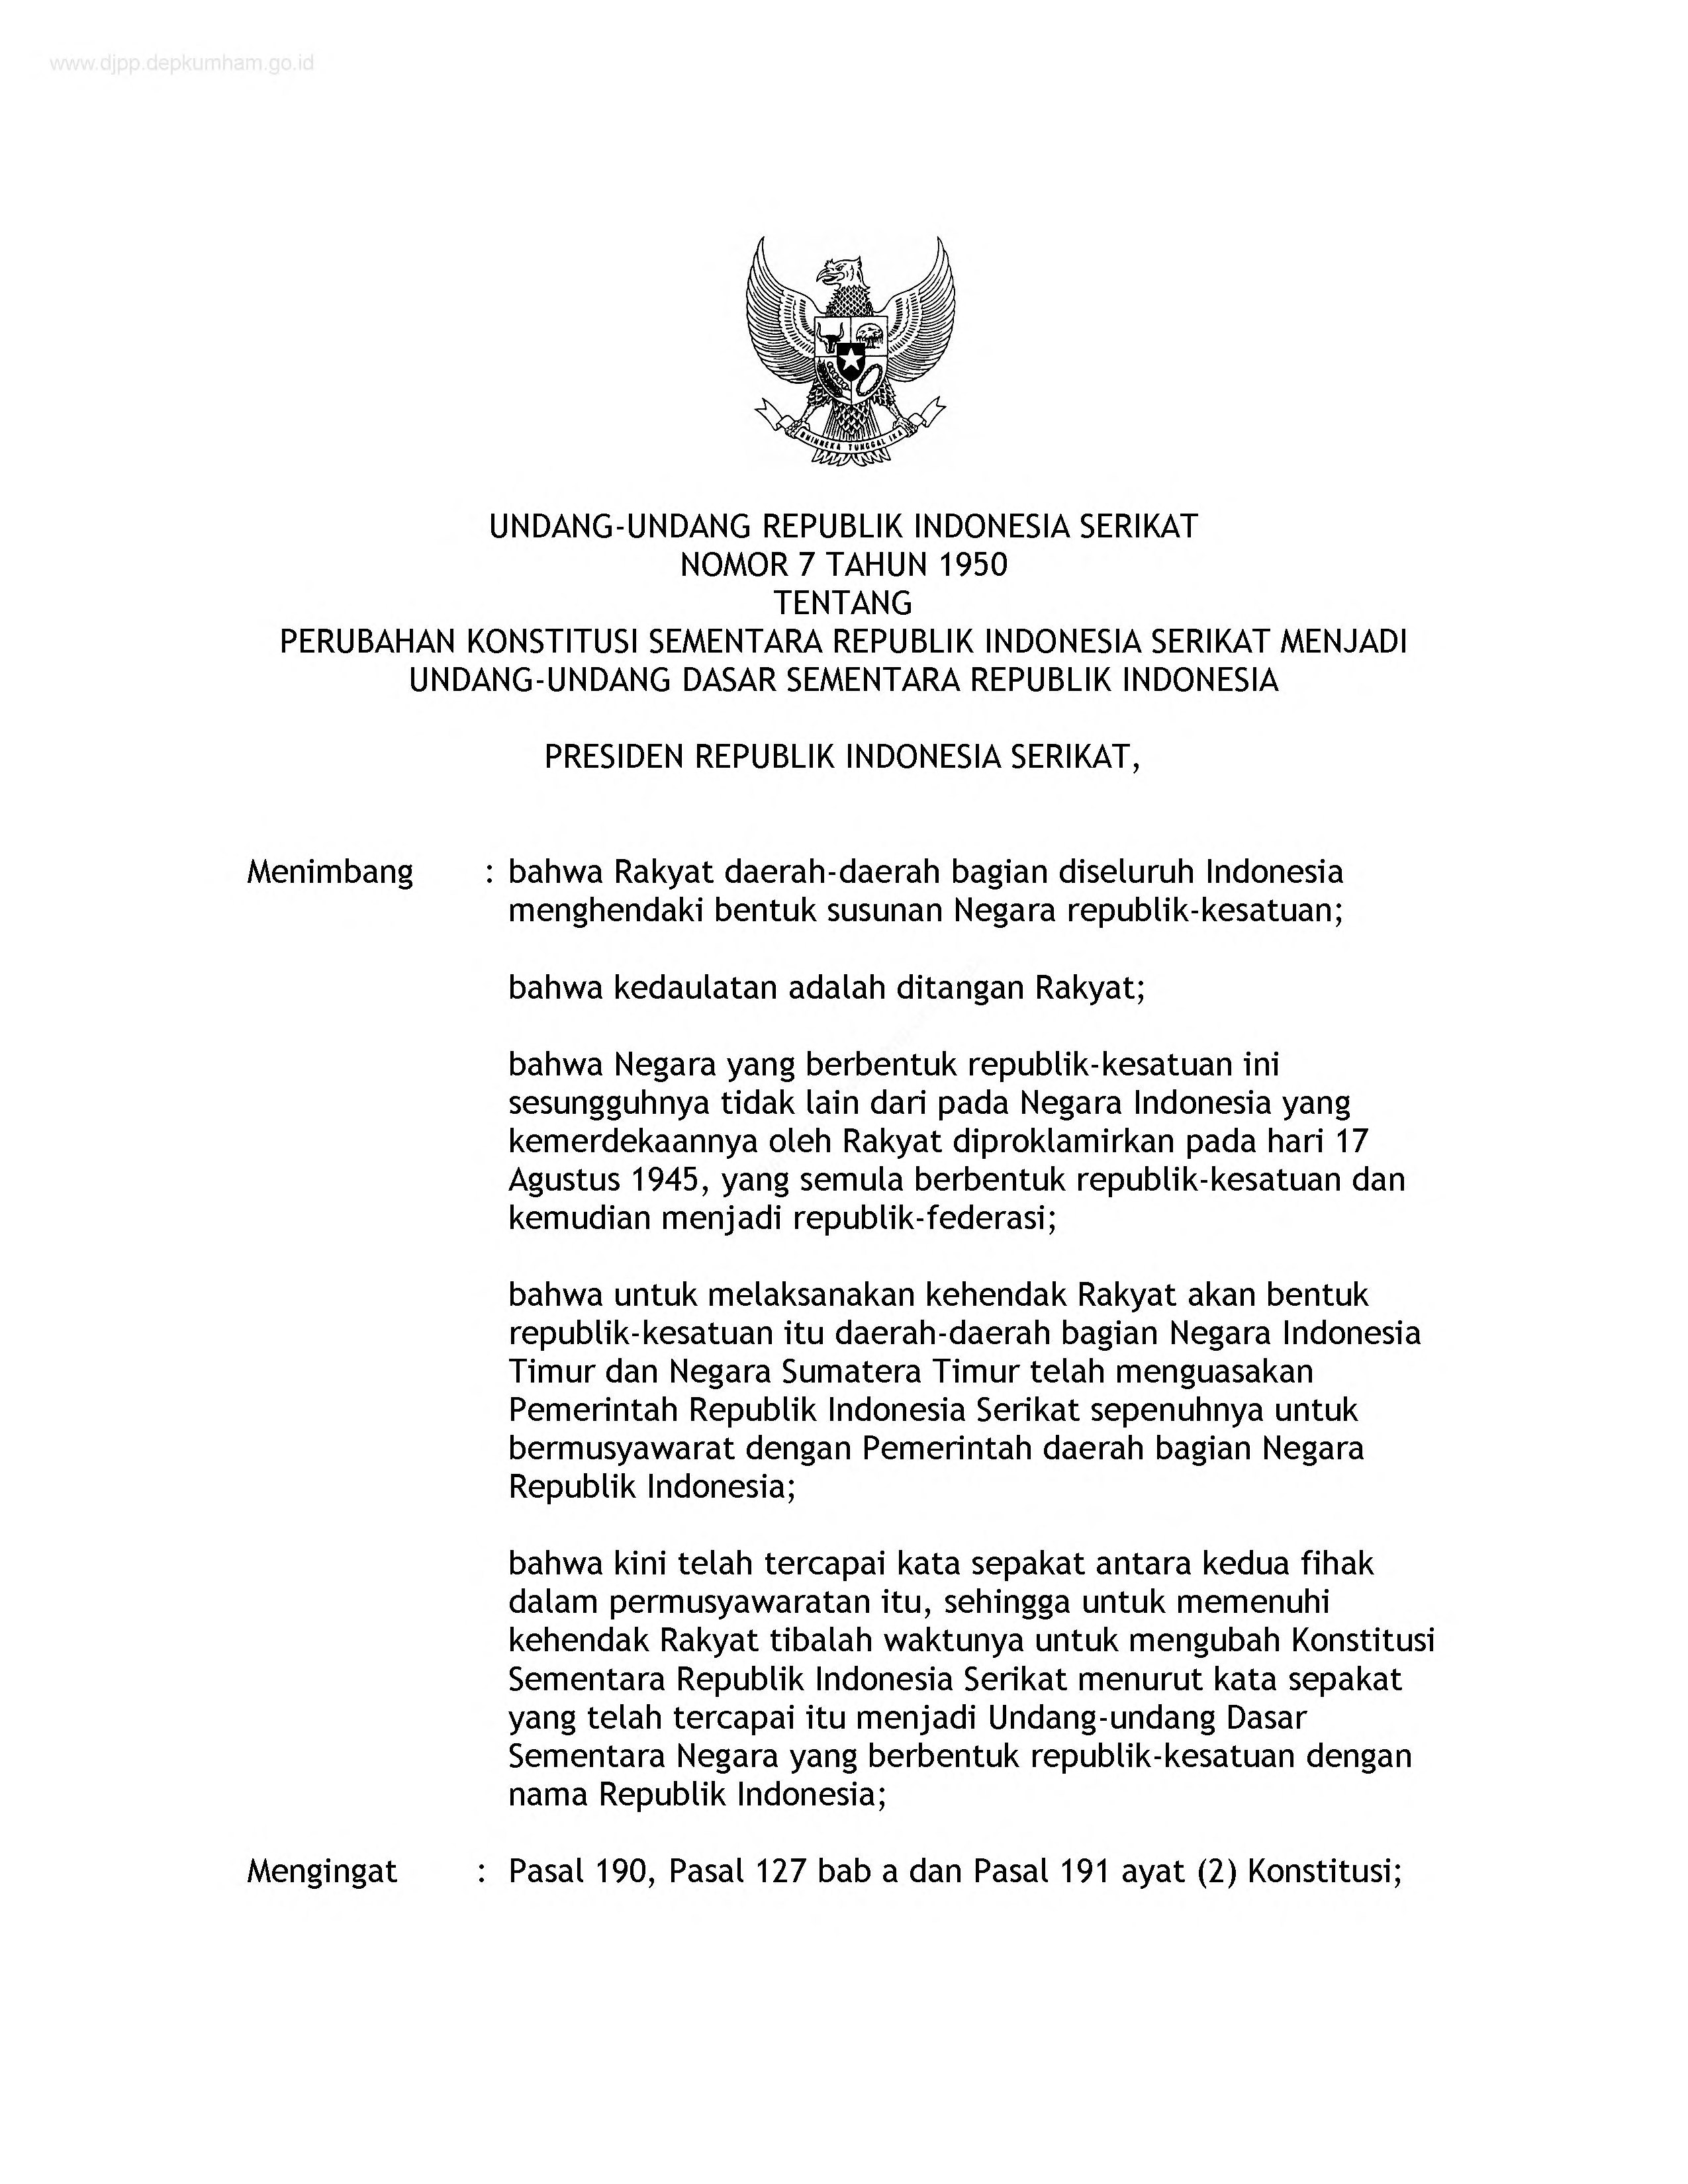 www.djpp.depkumham.go.id
BHINNEKA TUNGGAL IKA
UNDANG-UNDANG REPUBLIK INDONESIA SERIKAT
NOMOR 7 TAHUN 1950
TENTANG
PERUBAHAN KONSTITUSI SEMENTARA REPUBLIK INDONESIA SERIKAT MENJADI
UNDANG-UNDANG DASAR SEMENTARA REPUBLIK INDONESIA
PRESIDEN REPUBLIK INDONESIA SERIKAT,
Menimbang : bahwa Rakyat daerah-daerah bagian diseluruh Indonesia
menghendaki bentuk susunan Negara republik-kesatuan;
bahwa kedaulatan adalah ditangan Rakyat;
bahwa Negara yang berbentuk republik-kesatuan ini
sesungguhnya tidak lain dari pada Negara Indonesia yang
kemerdekaannya oleh Rakyat diproklamirkan pada hari 17
Agustus 1945, yang semula berbentuk republik-kesatuan dan
kemudian menjadi republik-federasi;
bahwa untuk melaksanakan kehendak Rakyat akan bentuk
republik-kesatuan itu daerah-daerah bagian Negara Indonesia
Timur dan Negara Sumatera Timur telah menguasakan
Pemerintah Republik Indonesia Serikat sepenuhnya untuk
bermusyawarat dengan Pemerintah daerah bagian Negara
Republik Indonesia;
bahwa kini telah tercapai kata sepakat antara kedua fihak
dalam permusyawaratan itu, sehingga untuk memenuhi
kehendak Rakyat tibalah waktunya untuk mengubah Konstitusi
Sementara Republik Indonesia Serikat menurut kata sepakat
yang telah tercapai itu menjadi Undang-undang Dasar
Sementara Negara yang berbentuk republik-kesatuan dengan
nama Republik Indonesia;
Mengingat : Pasal 190, Pasal 127 bab a dan Pasal 191 ayat (2) Konstitusi;